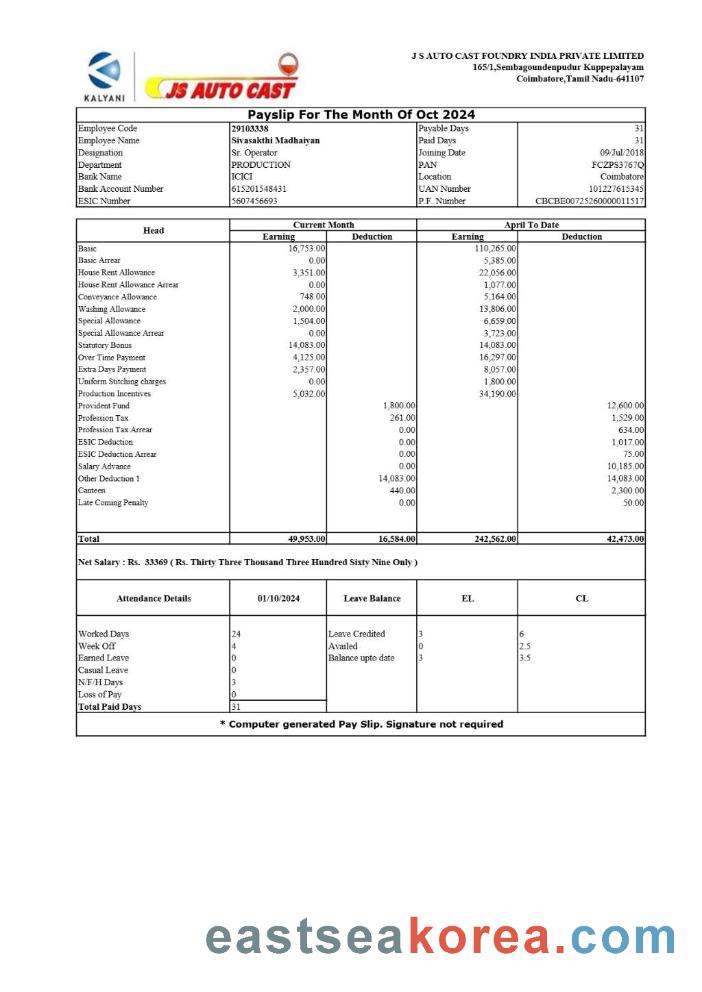 KALYANI
JS AUTO CAST
J S AUTO CAST FOUNDRY INDIA PRIVATE LIMITED
165/1,Sembagoundenpudur Kuppepalayam
Coimbatore,Tamil Nadu-641107
Payslip For The Month Of Oct 2024
Employee Code 29103338 Payable Days 31
Employee Name Sivasakthi Madhaiyan Paid Days 31
Designation Sr. Operator Joining Date 09/Jul/2018
Department PRODUCTION PAN FCZPS3767Q
Bank Name ICICI Location Coimbatore
Bank Account Number 615201548431 UAN Number 101227615345
ESIC Number 5607456693 P.F. Number CBCBE00725260000011517
Head Current Month April To Date
Earning Deduction Earning Deduction
Basic 16,753.00 110,265.00
Basic Arrear 0.00 5,385.00
House Rent Allowance 3,351.00 22,056.00
House Rent Allowance Arrear 0.00 1,077.00
Conveyance Allowance 748.00 5,164.00
Washing Allowance 2,000.00 13,806.00
Special Allowance 1,504.00 6,659.00
Special Allowance Arrear 0.00 3,723.00
Statutory Bonus 14,083.00 14,083.00
Over Time Payment 4,125.00 16,297.00
Extra Days Payment 2,357.00 8,057.00
Uniform Stitching charges 0.00 1,800.00
Production Incentives 5,032.00 34,190.00
Provident Fund 1,800.00 12,600.00
Profession Tax 261.00 1,529.00
Profession Tax Arrear 0.00 634.00
ESIC Deduction 0.00 1,017.00
ESIC Deduction Arrear 0.00 75.00
Salary Advance 0.00 10,185.00
Other Deduction 1 14,083.00 14,083.00
Canteen 440.00 2,300.00
Late Coming Penalty 0.00 50.00
Total 49,953.00 16,584.00 242,562.00 42,473.00
Net Salary : Rs. 33369 ( Rs. Thirty Three Thousand Three Hundred Sixty Nine Only )
Attendance Details 01/10/2024 Leave Balance EL CL
Worked Days 24 Leave Credited 3 6
Week Off 4 Availed 0 2.5
Earned Leave 0 Balance upto date 3 3.5
Casual Leave 0
N/F/H Days 3
Loss of Pay 0
Total Paid Days 31
* Computer generated Pay Slip. Signature not required
eastseakorea.com